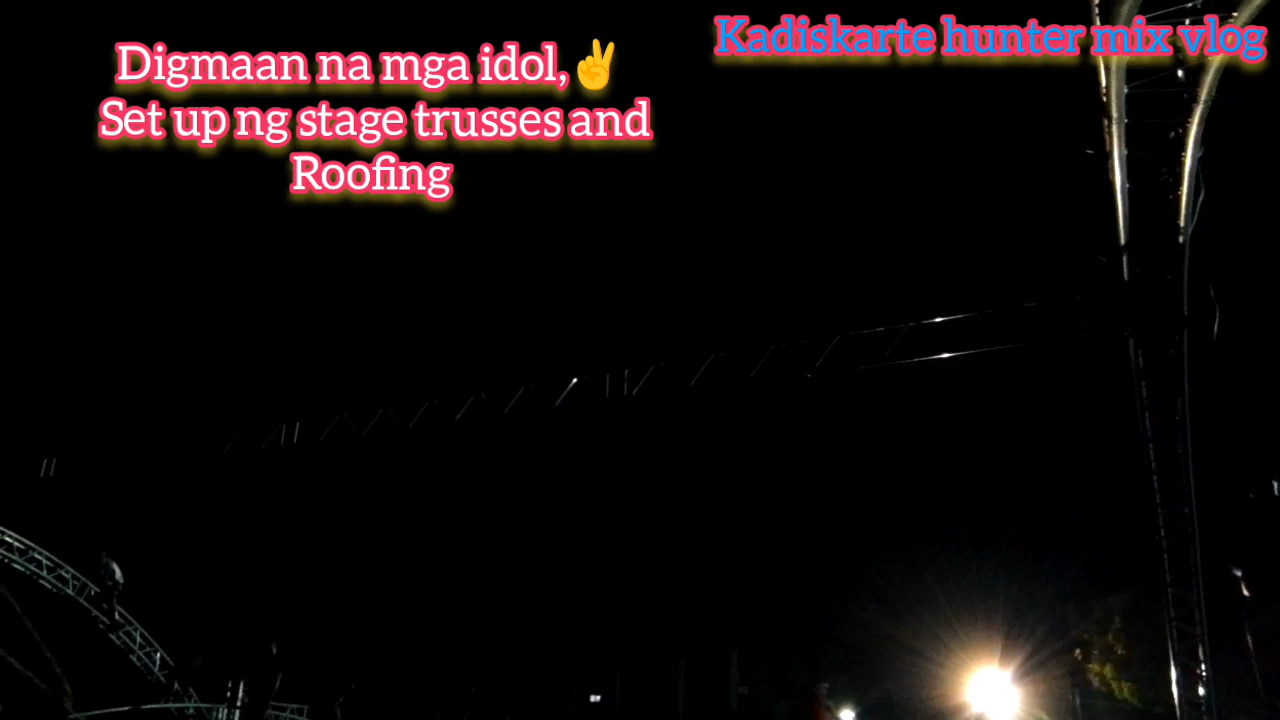 Digmaan na mga idol,✌️
Set up ng stage trusses and
Roofing
Kadiskarte hunter mix vlog